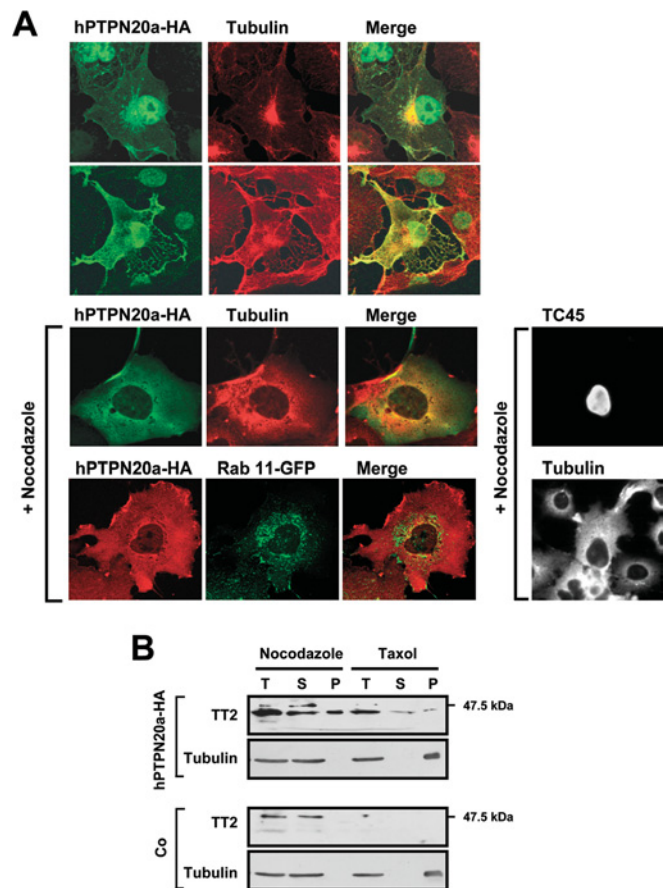 A
hPTPN20a-HA Tubulin Merge
+ Nocodazole
hPTPN20a-HA Tubulin Merge
hPTPN20a-HA Rab 11-GFP Merge
+ Nocodazole
TC45
Tubulin
B
Nocodazole Taxol
T S P T S P
hPTPN20a-HA
TT2 47.5 kDa
Tubulin
Co
TT2 47.5 kDa
Tubulin